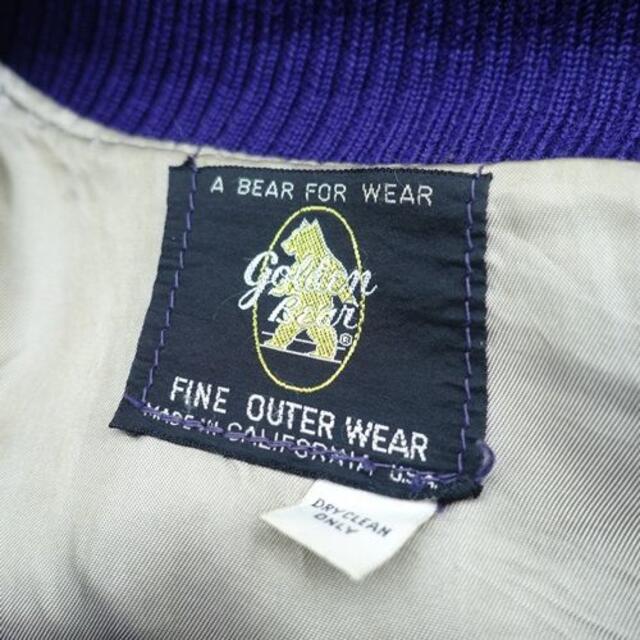 A BEAR FOR WEAR
Golden
Bear ®
FINE OUTER WEAR
MADE IN CALIFORNIA U.S.A.
DRYCLEAN
ONLY